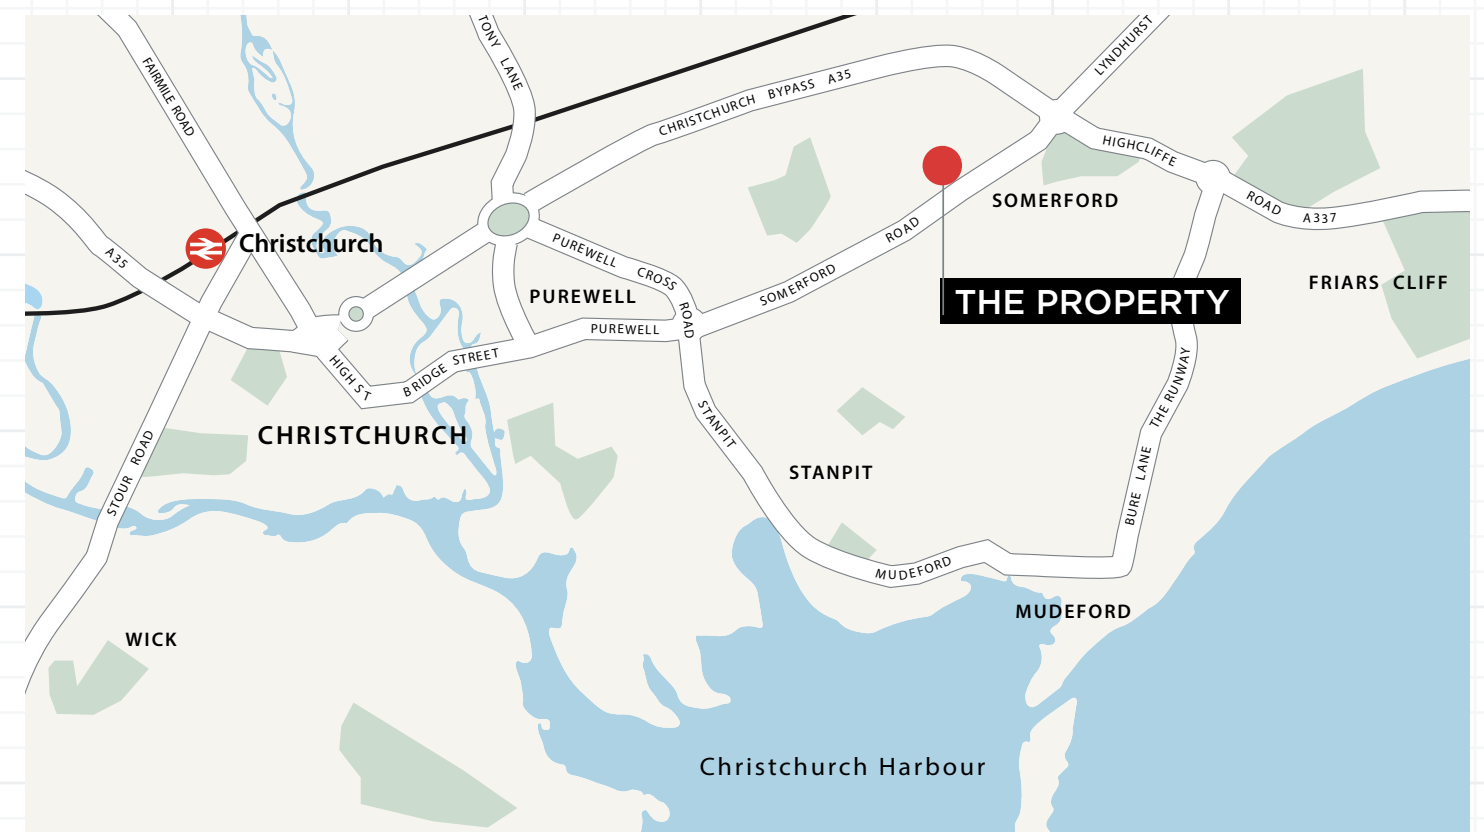 TONY LANE
LYNDHURST
FAIRMILE ROAD
CHRISTCHURCH BYPASS A35
HIGHCLIFFE
ROAD A337
SOMERFORD
A35
Christchurch
PUREWELL CROSS
ROAD
SOMERFORD ROAD
PUREWELL
THE PROPERTY
FRIARS CLIFF
PUREWELL
HIGH ST
BRIDGE STREET
THE RUNWAY
CHRISTCHURCH
STANPIT
STOUR ROAD
STANPIT
BURE LANE
MUDEFORD
MUDEFORD
WICK
Christchurch Harbour